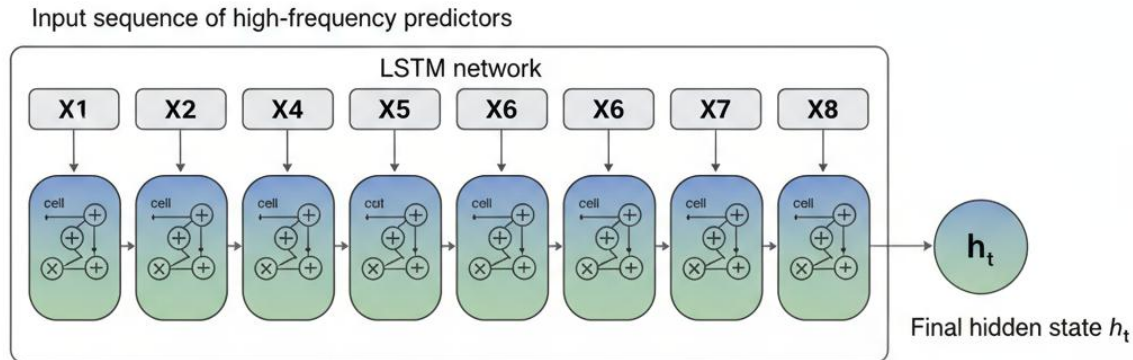 Input sequence of high-frequency predictors
LSTM network
X1 X2 X4 X5 X6 X6 X7 X8
cell cell cell cut cell cell cell cell
h_t
Final hidden state h_t